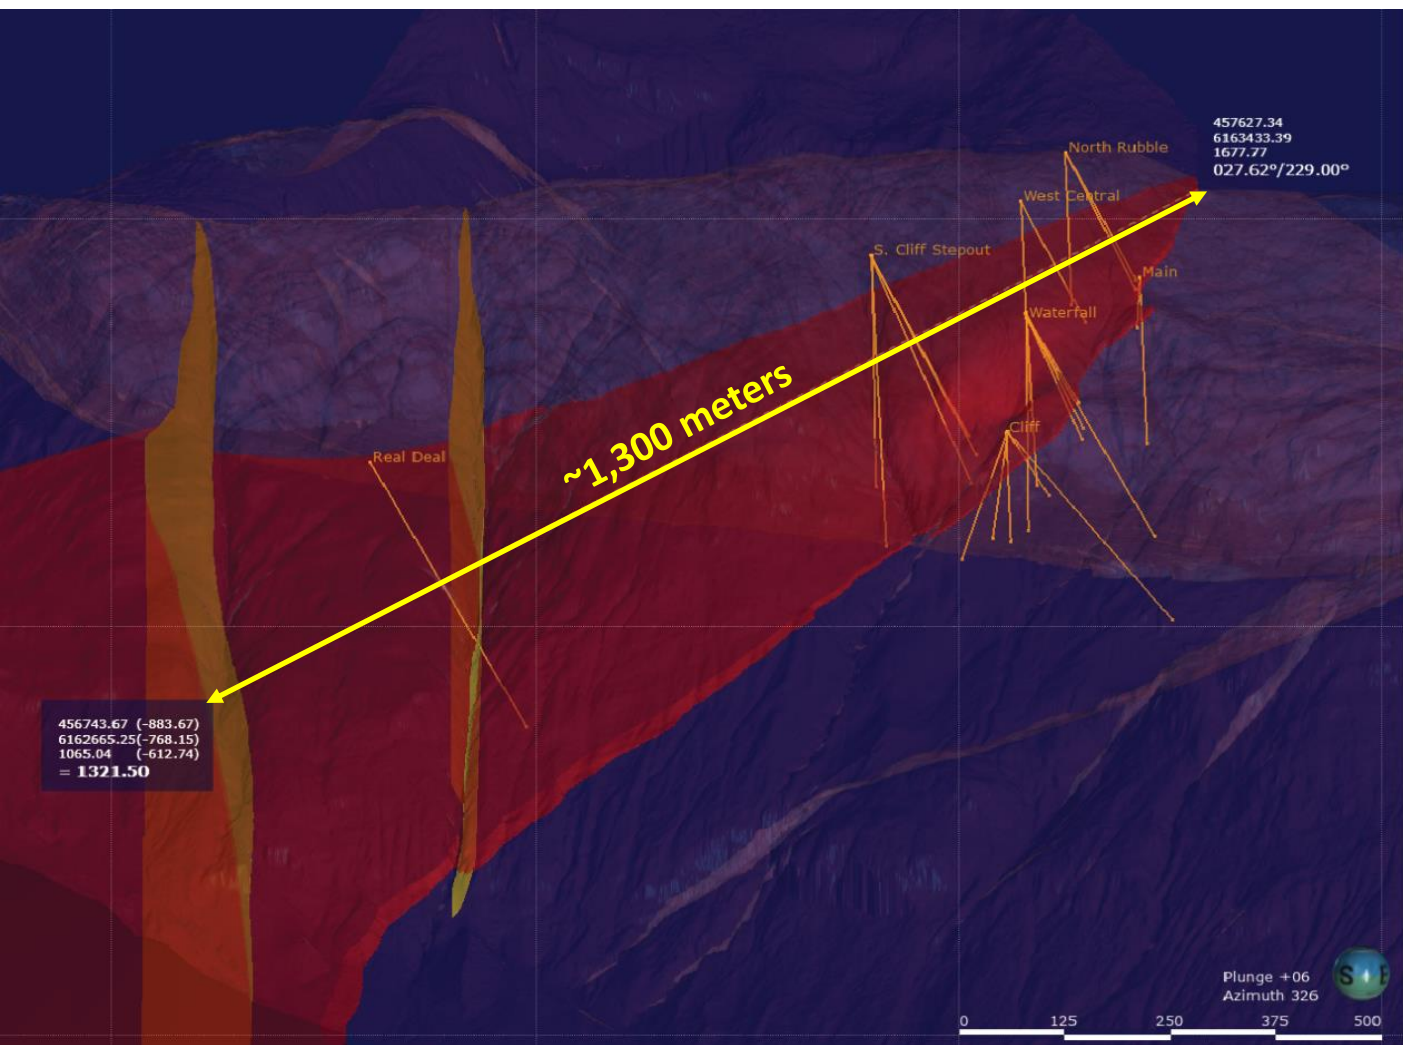 457627.34
6163433.39
1677.77
027.62°/229.00°
North Rubble
West Central
S. Cliff Stepout
Main
Waterfall
~1,300 meters
Cliff
Real Deal
456743.67 (-883.67)
6162665.25(-768.15)
1065.04 (-612.74)
= 1321.50
Plunge +06
Azimuth 326
S E
0 125 250 375 500